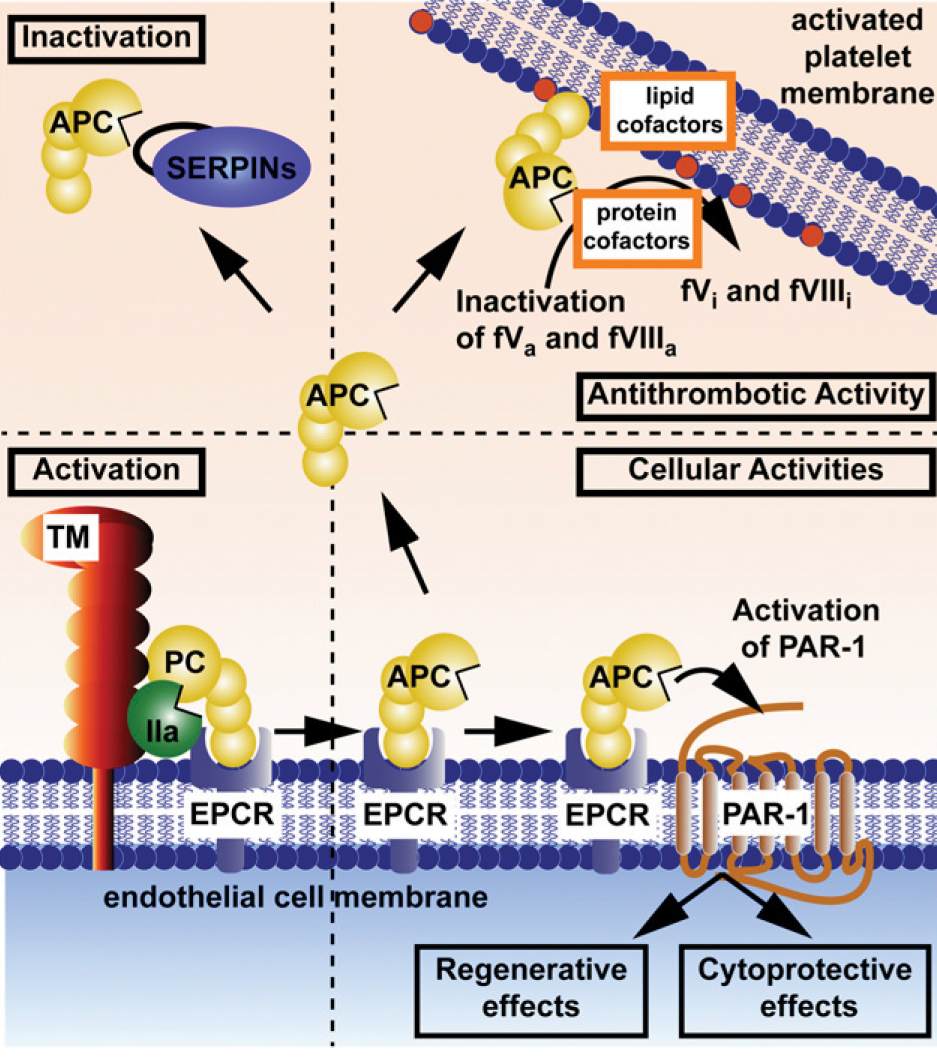 Inactivation
APC
SERPINs
activated
platelet
membrane
lipid
cofactors
APC
protein
cofactors
Inactivation
of fVa and fVIIIa
fVi and fVIIIi
Antithrombotic Activity
APC
Activation
Cellular Activities
TM
PC
IIa
EPCR
APC
EPCR
APC
EPCR
Activation
of PAR-1
PAR-1
endothelial cell membrane
Regenerative
effects
Cytoprotective
effects